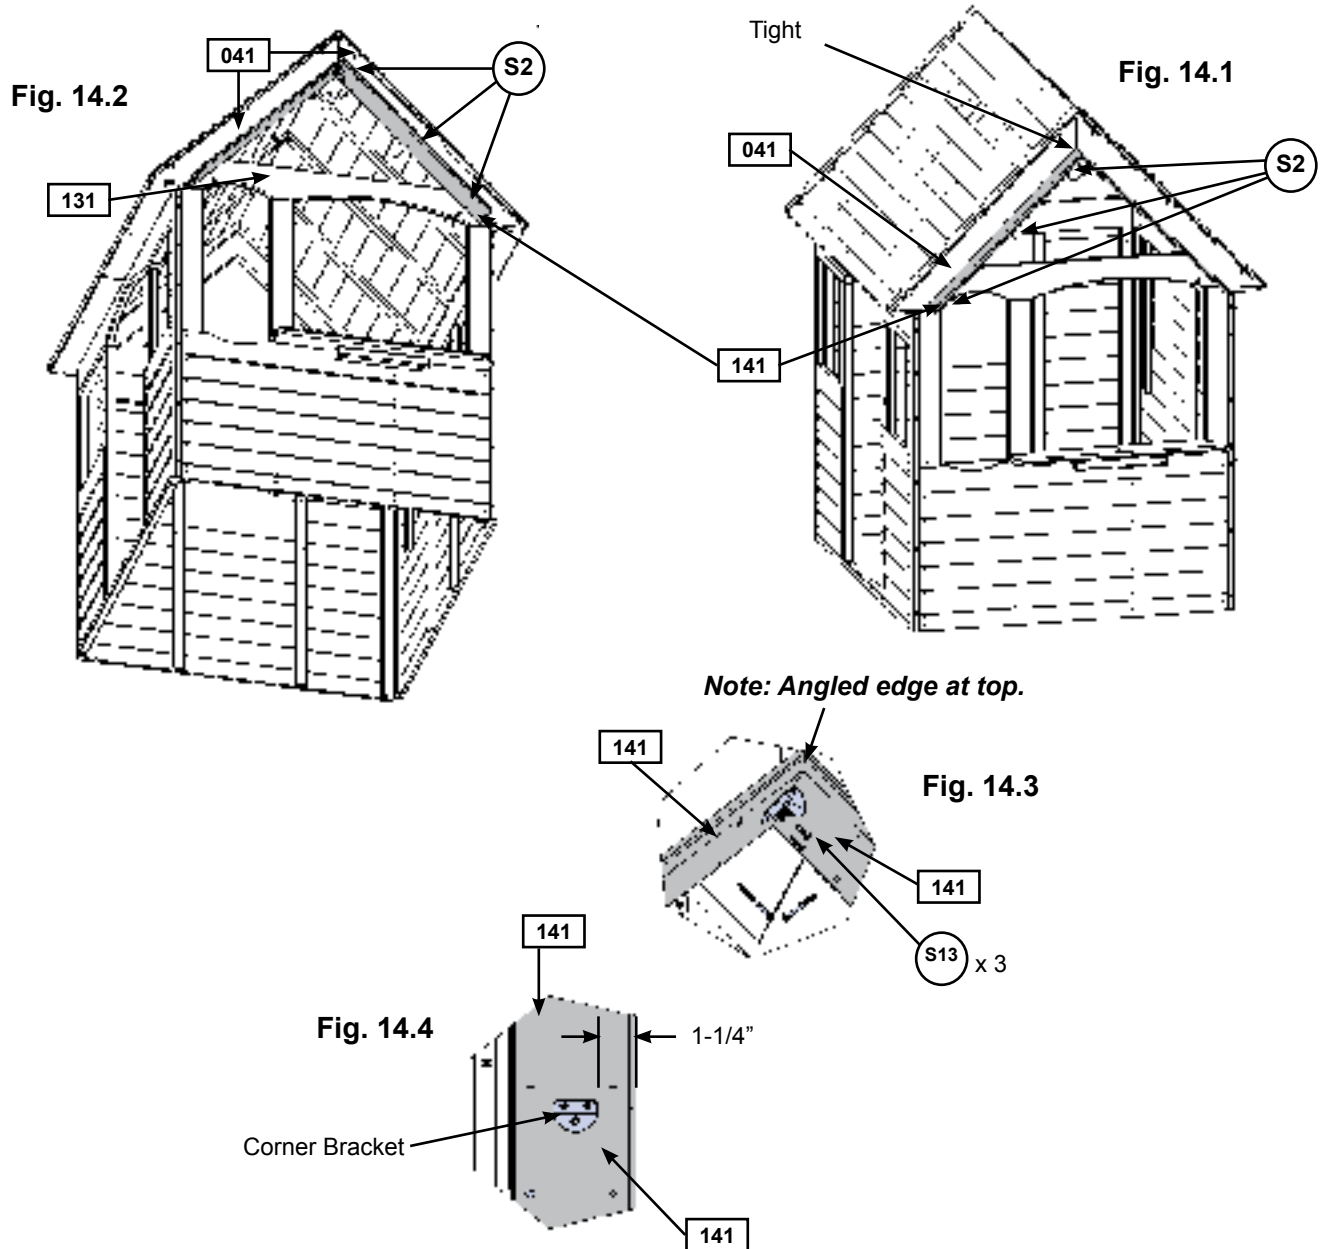 Fig. 14.2
041
S2
131
Tight
Fig. 14.1
041
S2
141
Note: Angled edge at top.
141
Fig. 14.3
141
S13 x 3
141
Fig. 14.4
1-1/4”
Corner Bracket
141